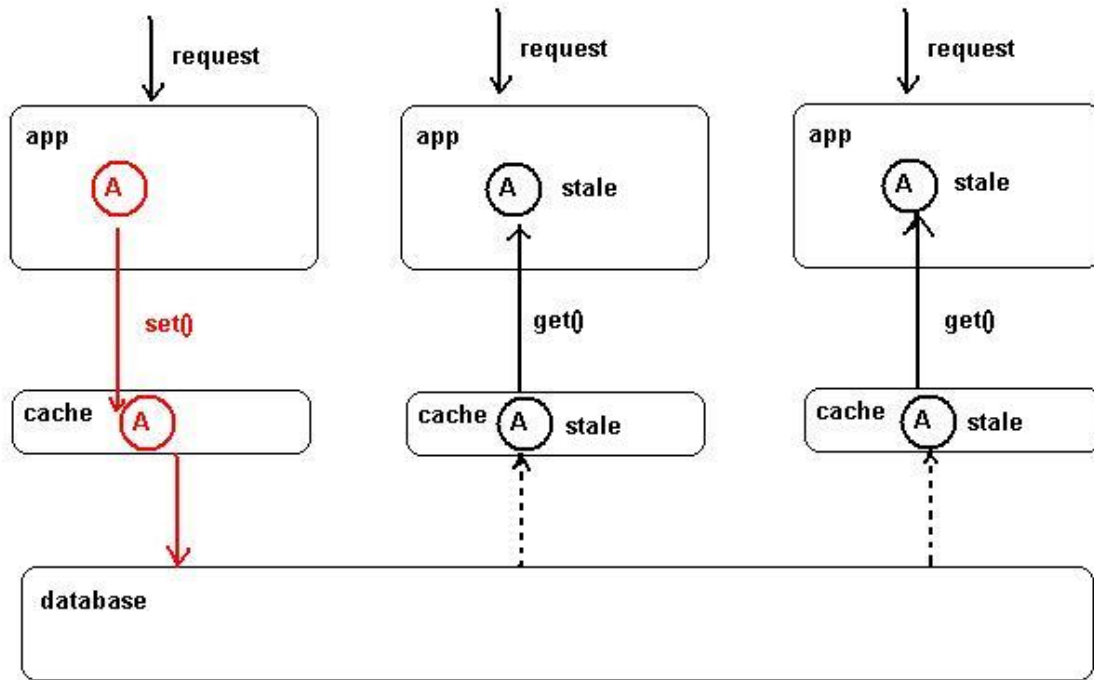 request
request
request
app
A
app
A
stale
app
A
stale
set()
get()
get()
cache
A
cache
A
stale
cache
A
stale
database